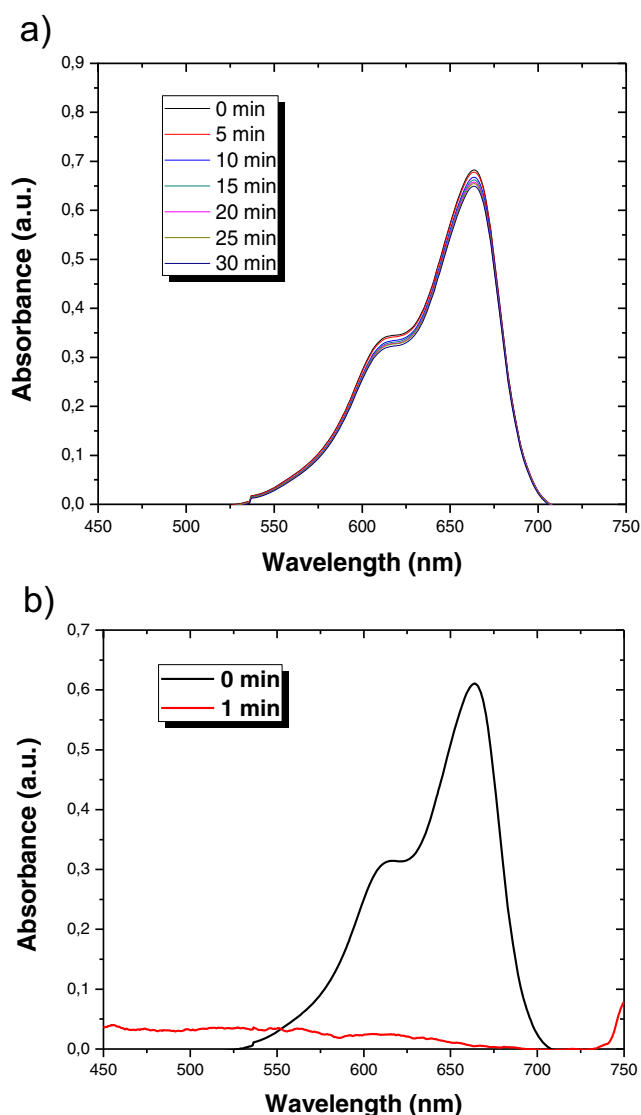 a)
0,9
0,8
0,7
0,6
0,5
0,4
0,3
0,2
0,1
0,0
Absorbance (a.u.)
0 min
5 min
10 min
15 min
20 min
25 min
30 min
450 500 550 600 650 700 750
Wavelength (nm)
b)
0,7
0,6
0,5
0,4
0,3
0,2
0,1
0,0
Absorbance (a.u.)
0 min
1 min
450 500 550 600 650 700 750
Wavelength (nm)